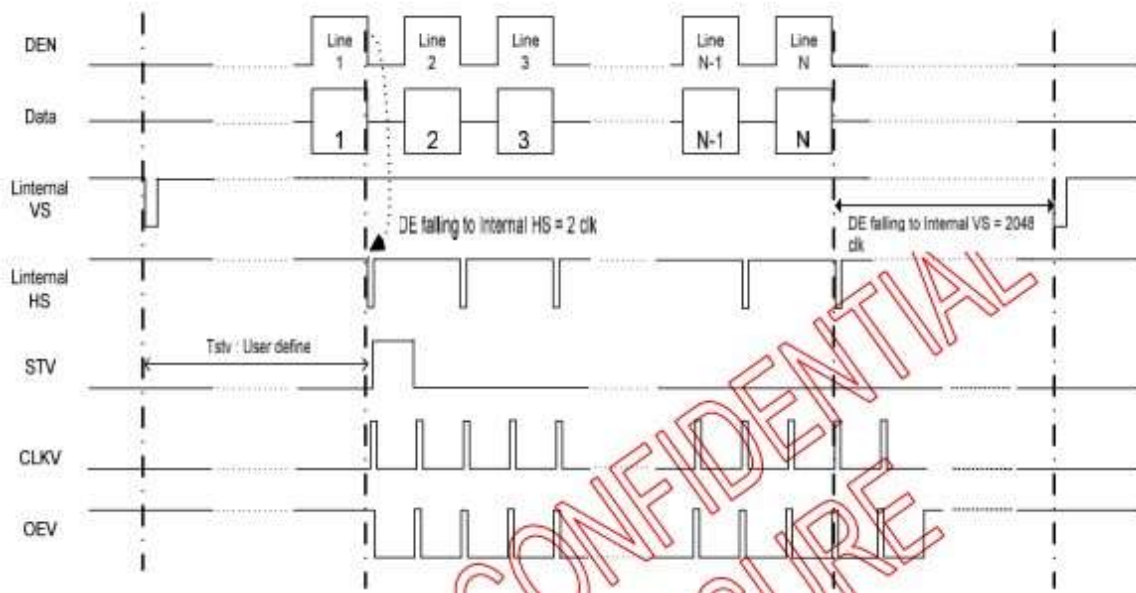 DEN
Line 1
Line 2
Line 3
Line N-1
Line N
Data
1
2
3
N-1
N
Linternal VS
DE falling to Internal HS = 2 clk
DE falling to Internal VS = 2048 clk
Linternal HS
Tstv : User define
STV
CLKV
OEV
CONFIDENTIAL